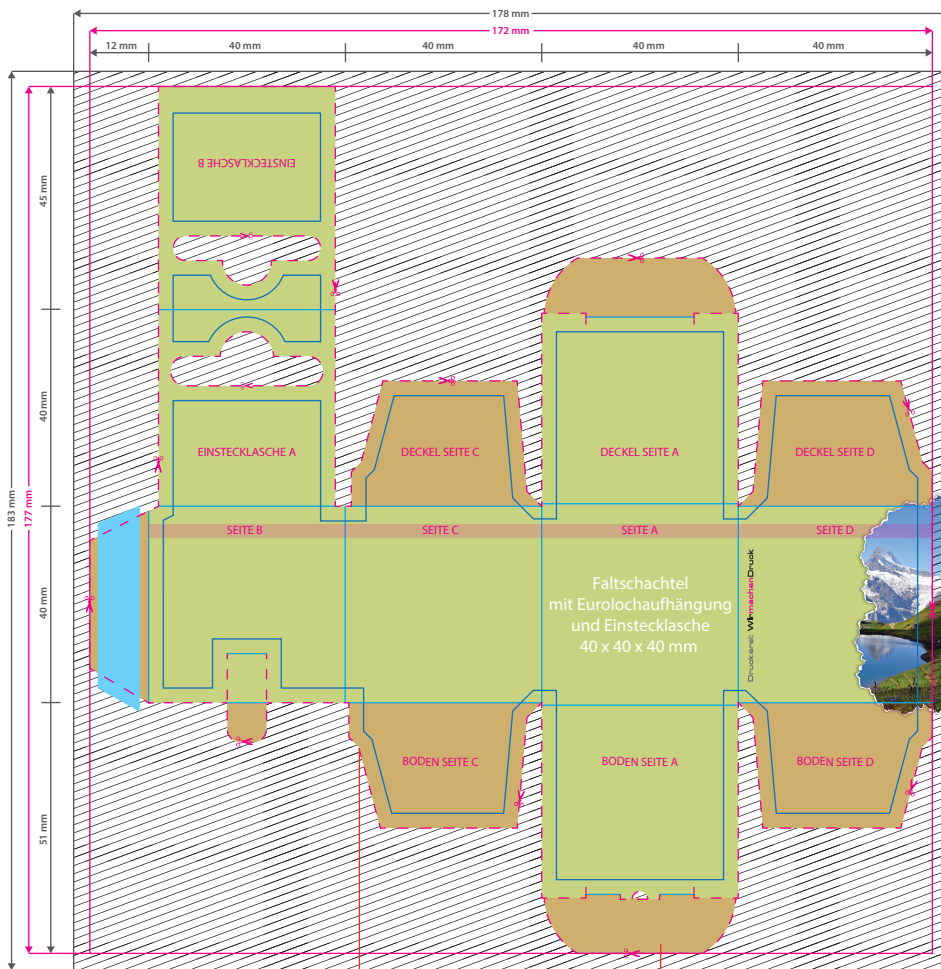 178 mm
172 mm
12 mm
40 mm
40 mm
40 mm
40 mm
183 mm
177 mm
45 mm
40 mm
40 mm
51 mm
EINSTECKLASCHE B
EINSTECKLASCHE A
DECKEL SEITE C
DECKEL SEITE A
DECKEL SEITE D
SEITE B
SEITE C
SEITE A
SEITE D
Faltschachtel
mit Eurolochaufhängung
und Einstecklasche
40 x 40 x 40 mm
Druckerei: WIRmachenDruck
BODEN SEITE C
BODEN SEITE A
BODEN SEITE D